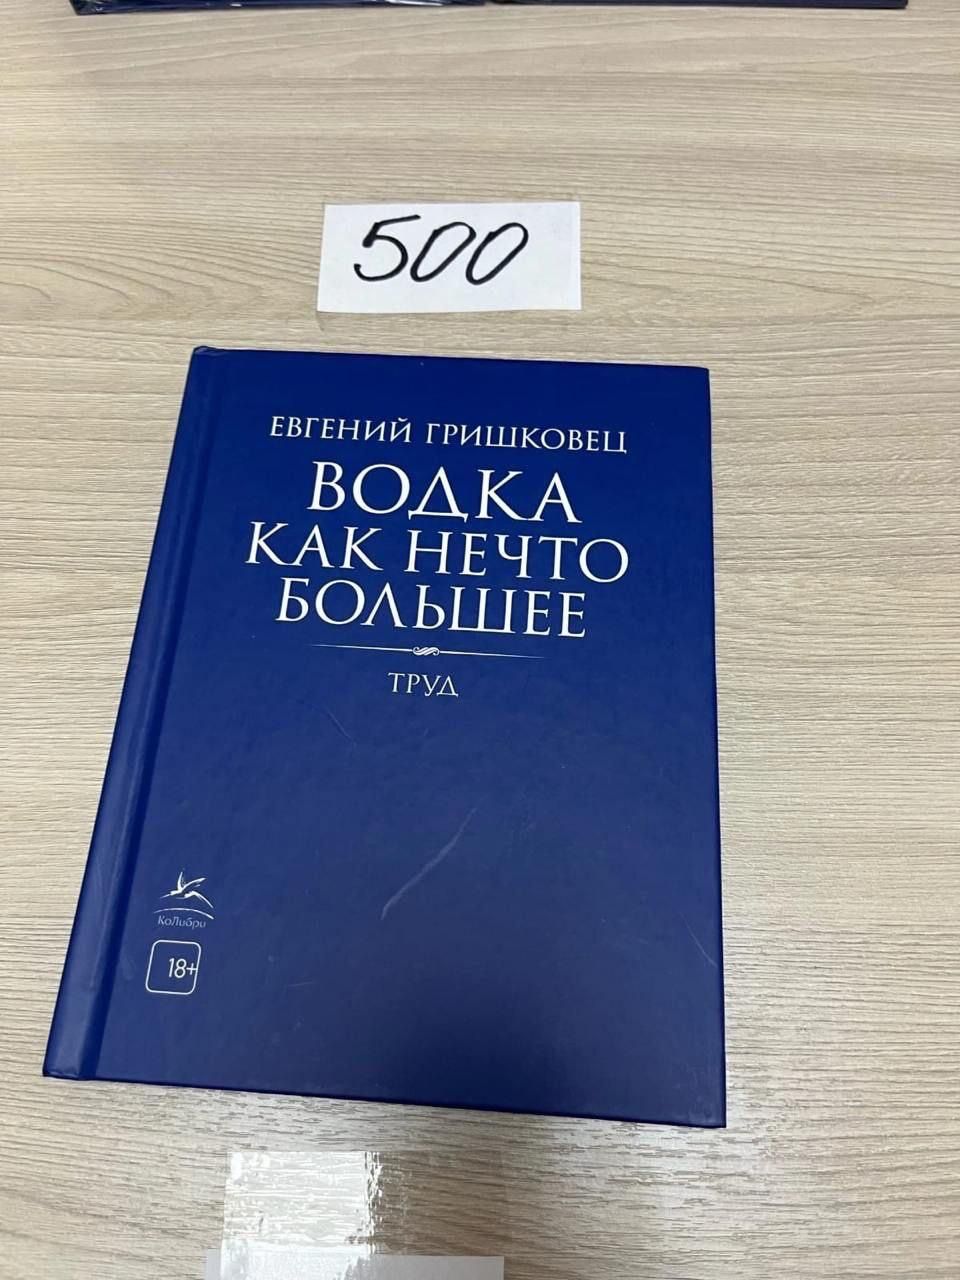 500
ЕВГЕНИЙ ГРИШКОВЕЦ
ВОДКА
КАК НЕЧТО
БОЛЬШЕЕ
ТРУД
КоЛибри
18+